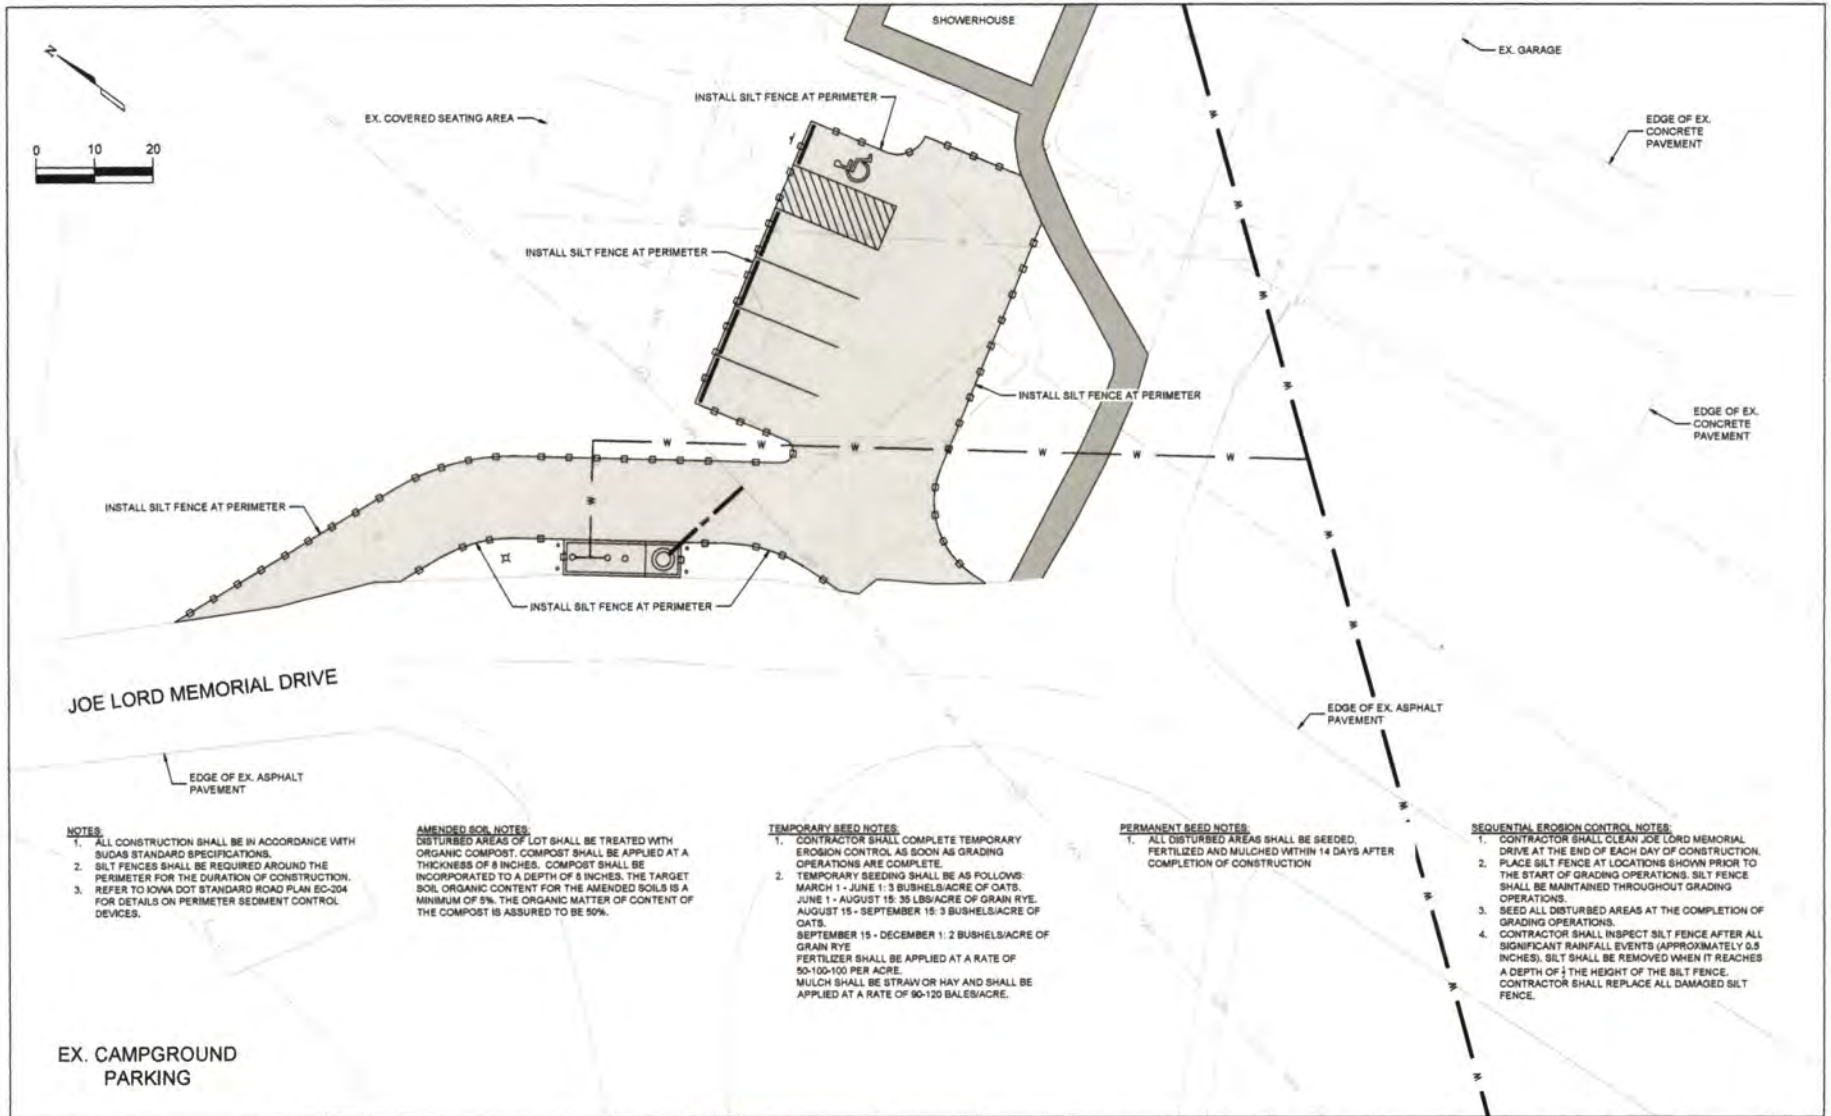 SHOWERHOUSE
EX. GARAGE
N
INSTALL SILT FENCE AT PERIMETER
EX. COVERED SEATING AREA
EDGE OF EX.
CONCRETE
PAVEMENT
0 10 20
INSTALL SILT FENCE AT PERIMETER
INSTALL SILT FENCE AT PERIMETER
EDGE OF EX.
CONCRETE
PAVEMENT
W W W W W W W
INSTALL SILT FENCE AT PERIMETER
INSTALL SILT FENCE AT PERIMETER
JOE LORD MEMORIAL DRIVE
EDGE OF EX. ASPHALT
PAVEMENT
EDGE OF EX. ASPHALT
PAVEMENT
NOTES:
1. ALL CONSTRUCTION SHALL BE IN ACCORDANCE WITH
SUDAS STANDARD SPECIFICATIONS.
2. SILT FENCES SHALL BE REQUIRED AROUND THE
PERIMETER FOR THE DURATION OF CONSTRUCTION.
3. REFER TO IOWA DOT STANDARD ROAD PLAN EC-204
FOR DETAILS ON PERIMETER SEDIMENT CONTROL
DEVICES.
AMENDED SOIL NOTES:
DISTURBED AREAS OF LOT SHALL BE TREATED WITH
ORGANIC COMPOST. COMPOST SHALL BE APPLIED AT A
THICKNESS OF 8 INCHES. COMPOST SHALL BE
INCORPORATED TO A DEPTH OF 8 INCHES. THE TARGET
SOIL ORGANIC CONTENT FOR THE AMENDED SOILS IS A
MINIMUM OF 5%. THE ORGANIC MATTER OF CONTENT OF
THE COMPOST IS ASSURED TO BE 50%.
TEMPORARY SEED NOTES:
1. CONTRACTOR SHALL COMPLETE TEMPORARY
EROSION CONTROL AS SOON AS GRADING
OPERATIONS ARE COMPLETE.
2. TEMPORARY SEEDING SHALL BE AS FOLLOWS:
MARCH 1 - JUNE 1: 3 BUSHELS/ACRE OF OATS.
JUNE 1 - AUGUST 15: 35 LBS/ACRE OF GRAIN RYE.
AUGUST 15 - SEPTEMBER 15: 3 BUSHELS/ACRE OF
OATS.
SEPTEMBER 15 - DECEMBER 1: 2 BUSHELS/ACRE OF
GRAIN RYE
FERTILIZER SHALL BE APPLIED AT A RATE OF
50-100-100 PER ACRE.
MULCH SHALL BE STRAW OR HAY AND SHALL BE
APPLIED AT A RATE OF 90-120 BALES/ACRE.
PERMANENT SEED NOTES:
1. ALL DISTURBED AREAS SHALL BE SEEDED,
FERTILIZED AND MULCHED WITHIN 14 DAYS AFTER
COMPLETION OF CONSTRUCTION
SEQUENTIAL EROSION CONTROL NOTES:
1. CONTRACTOR SHALL CLEAN JOE LORD MEMORIAL
DRIVE AT THE END OF EACH DAY OF CONSTRUCTION.
2. PLACE SILT FENCE AT LOCATIONS SHOWN PRIOR TO
THE START OF GRADING OPERATIONS. SILT FENCE
SHALL BE MAINTAINED THROUGHOUT GRADING
OPERATIONS.
3. SEED ALL DISTURBED AREAS AT THE COMPLETION OF
GRADING OPERATIONS.
4. CONTRACTOR SHALL INSPECT SILT FENCE AFTER ALL
SIGNIFICANT RAINFALL EVENTS (APPROXIMATELY 0.5
INCHES). SILT SHALL BE REMOVED WHEN IT REACHES
A DEPTH OF THE HEIGHT OF THE SILT FENCE.
CONTRACTOR SHALL REPLACE ALL DAMAGED SILT
FENCE.
INSTALL SILT FENCE AT PERIMETER
EX. CAMPGROUND
PARKING